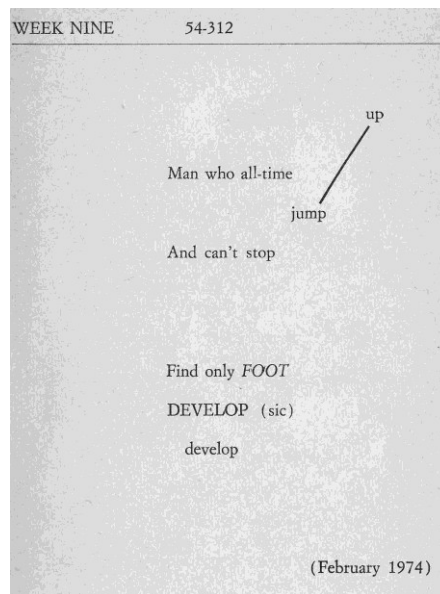 WEEK NINE 54-312
up
Man who all-time
jump
And can't stop
Find only FOOT
DEVELOP (sic)
develop
(February 1974)